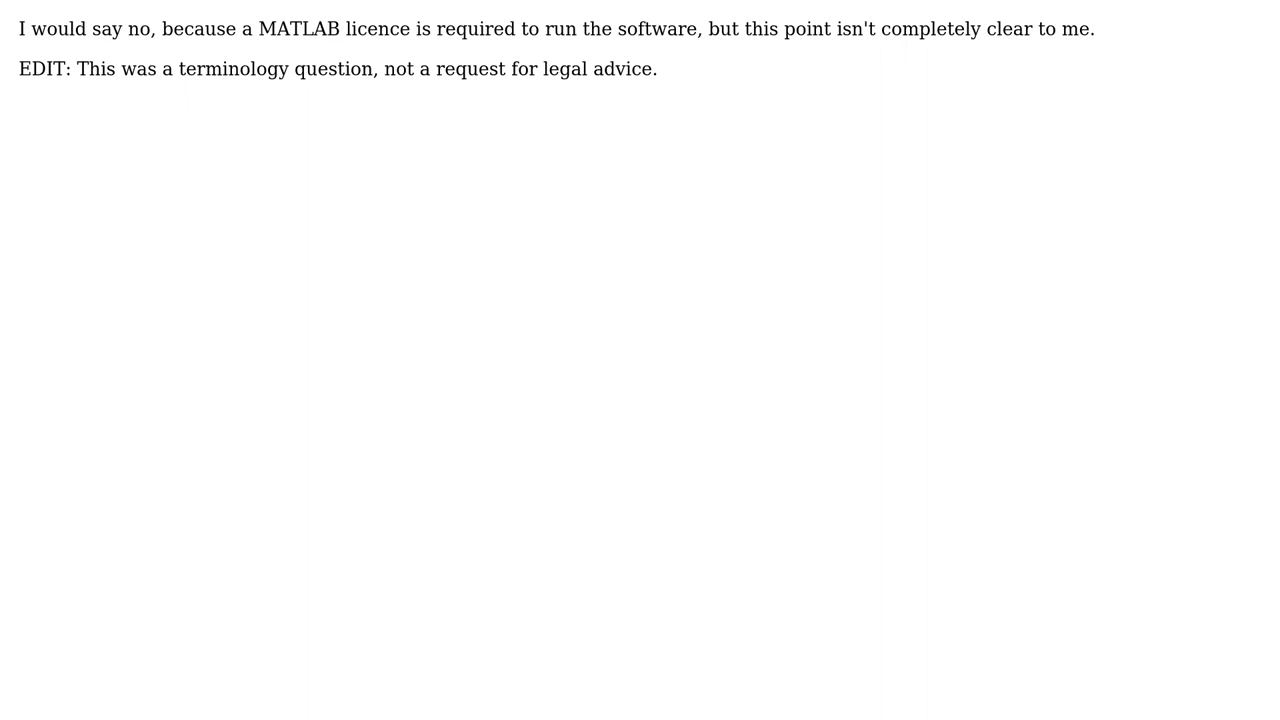 I would say no, because a MATLAB licence is required to run the software, but this point isn't completely clear to me.
EDIT: This was a terminology question, not a request for legal advice.